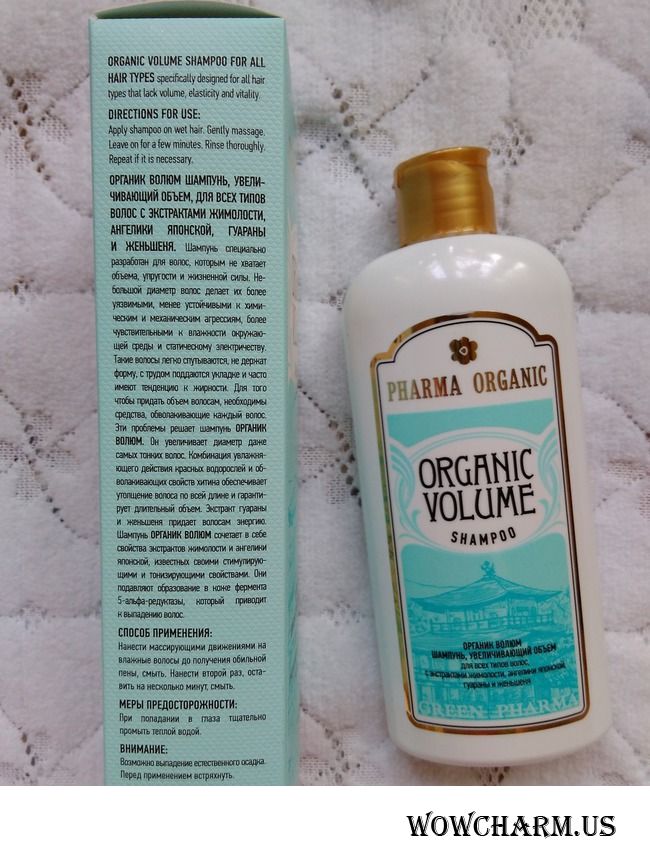 ORGANIC VOLUME SHAMPOO FOR ALL
HAIR TYPES specifically designed for all hair
types that lack volume, elasticity and vitality.
DIRECTIONS FOR USE:
Apply shampoo on wet hair. Gently massage.
Leave on for a few minutes. Rinse thoroughly.
Repeat if it is necessary.
ОРГАНИК ВОЛЮМ ШАМПУНЬ, УВЕЛИ-
ЧИВАЮЩИЙ ОБЪЕМ, ДЛЯ ВСЕХ ТИПОВ
ВОЛОС С ЭКСТРАКТАМИ ЖИМОЛОСТИ,
АНГЕЛИКИ ЯПОНСКОЙ, ГУАРАНЫ
И ЖЕНЬШЕНЯ. Шампунь специально
разработан для волос, которым не хватает
объема, упругости и жизненной силы. Не-
большой диаметр волос делает их более
уязвимыми, менее устойчивыми к хими-
ческим и механическим агрессиям, более
чувствительными к влажности окружаю-
щей среды и статическому электричеству.
Такие волосы легко спутываются, не держат
форму, с трудом поддаются укладке и часто
имеют тенденцию к жирности. Для того
чтобы придать объем волосам, необходимы
средства, обволакивающие каждый волос.
Эти проблемы решает шампунь ОРГАНИК
ВОЛЮМ. Он увеличивает диаметр даже
самых тонких волос. Комбинация увлажня-
ющего действия красных водорослей и об-
волакивающих свойств хитина обеспечивает
утолщение волоса по всей длине и гаранти-
рует длительный объем. Экстракт гуараны
и женьшеня придает волосам энергию.
Шампунь ОРГАНИК ВОЛЮМ сочетает в себе
свойства экстрактов жимолости и ангелики
японской, известных своими стимулирую-
щими и тонизирующими свойствами. Они
подавляют образование в коже фермента
5-альфа-редуктазы, который приводит
к выпадению волос.
СПОСОБ ПРИМЕНЕНИЯ:
Нанести массирующими движениями на
влажные волосы до получения обильной
пены, смыть. Нанести второй раз, оста-
вить на несколько минут, смыть.
МЕРЫ ПРЕДОСТОРОЖНОСТИ:
При попадании в глаза тщательно
промыть теплой водой.
ВНИМАНИЕ:
Возможно выпадение естественного осадка.
Перед применением встряхнуть.
PHARMA ORGANIC
ORGANIC
VOLUME
SHAMPOO
ОРГАНИК ВОЛЮМ
ШАМПУНЬ, УВЕЛИЧИВАЮЩИЙ ОБЪЕМ
для всех типов волос,
с экстрактами жимолости, ангелики японской,
гуараны и женьшеня
GREEN PHARMA
WOWCHARM.US